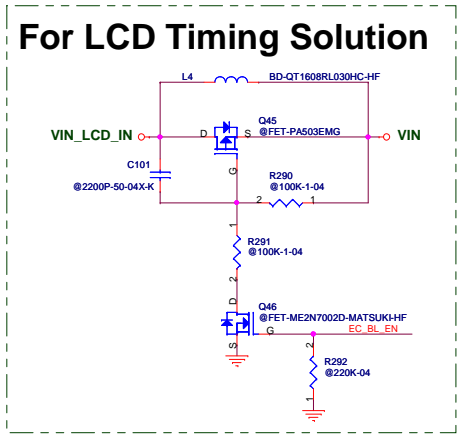 For LCD Timing Solution
L4 BD-QT1608RL030HC-HF
Q45
@FET-PA503EMG
VIN_LCD_IN D S VIN
G
C101
@2200P-50-04X-K
R290
@100K-1-04
2 1
1
R291
@100K-1-04
2
D
Q46
@FET-ME2N7002D-MATSUKI-HF
G EC_BL_EN
S
2
R292
@220K-04
1